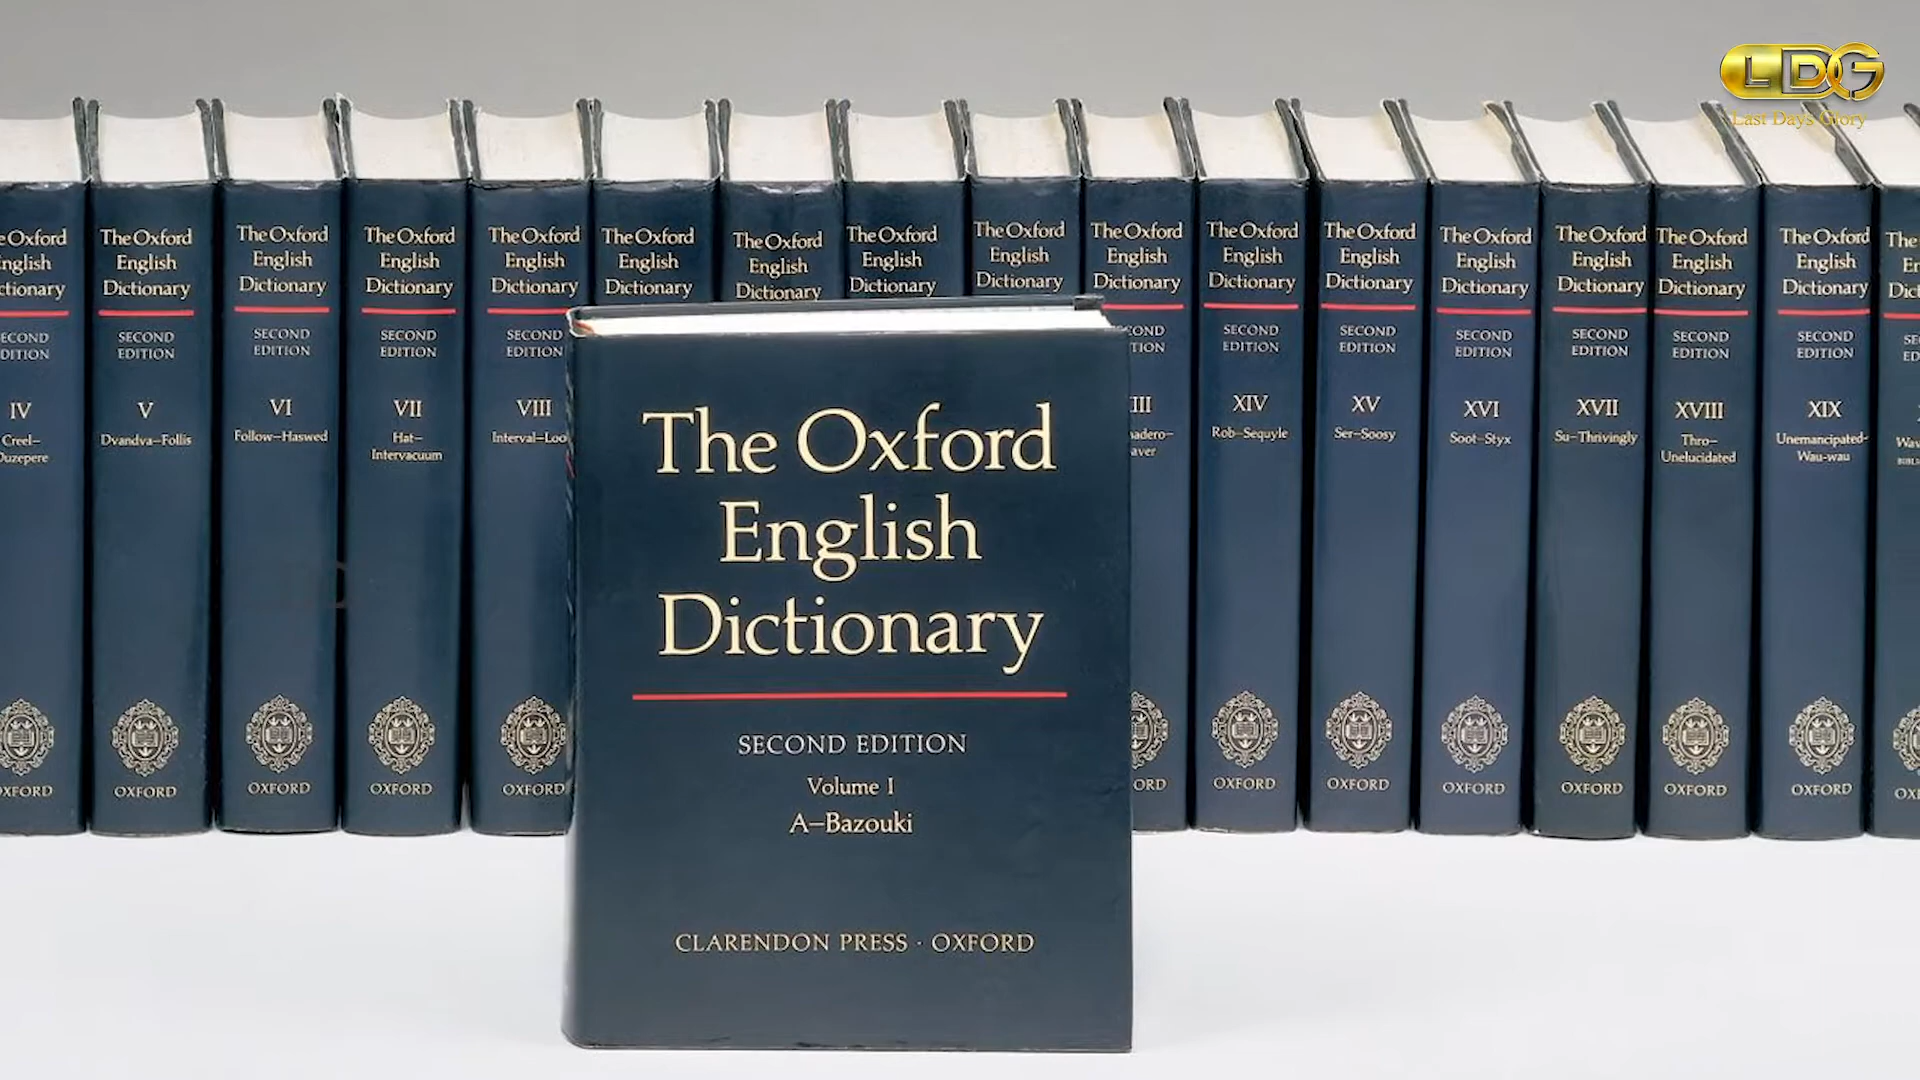 LDG
Last Days Glory
The Oxford
English
Dictionary
SECOND EDITION
Volume I
A–Bazouki
CLARENDON PRESS · OXFORD
Oxford
IV
Creel–
OXFORD
The Oxford
English
Dictionary
SECOND
EDITION
V
Dvandva–Follis
OXFORD
The Oxford
English
Dictionary
SECOND
EDITION
VI
Follow–Haswed
OXFORD
The Oxford
English
Dictionary
SECOND
EDITION
VII
Hat–
Intervacuum
OXFORD
The Oxford
English
Dictionary
SECOND
EDITION
VIII
OXFORD
The Oxford
English
Dictionary
The Oxford
English
Dictionary
The Oxford
English
Dictionary
The Oxford
English
Dictionary
The Oxford
English
Dictionary
The Oxford
English
Dictionary
SECOND
EDITION
XIV
Rob–Sequyle
OXFORD
The Oxford
English
Dictionary
SECOND
EDITION
XV
Ser–Soosy
OXFORD
The Oxford
English
Dictionary
SECOND
EDITION
XVI
Soot–Styx
OXFORD
The Oxford
English
Dictionary
SECOND
EDITION
XVII
Su–Thrivingly
OXFORD
The Oxford
English
Dictionary
SECOND
EDITION
XVIII
Thro–
Unelucidated
OXFORD
The Oxford
English
Dictionary
SECOND
EDITION
XIX
Unemancipated–
Wau-wau
OXFORD